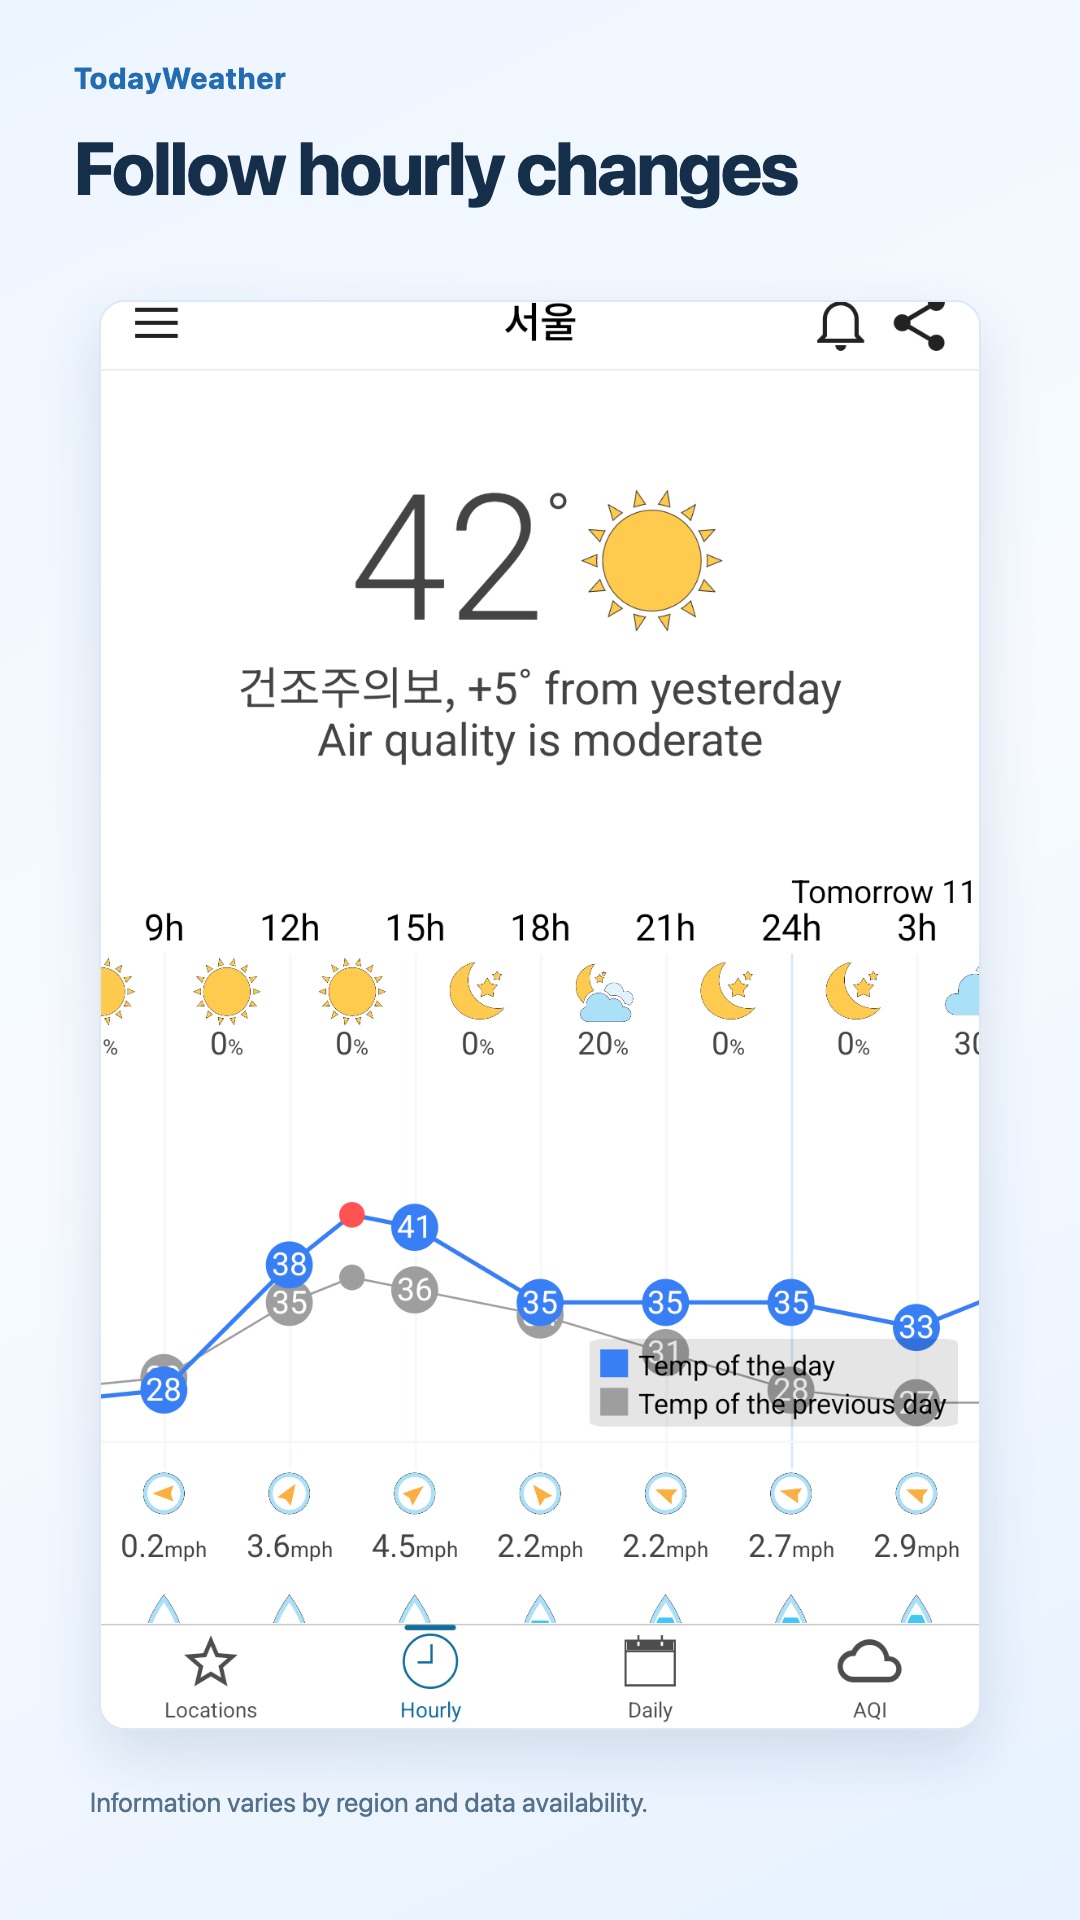 TodayWeather
Follow hourly changes
서울
42°
건조주의보, +5° from yesterday
Air quality is moderate
Tomorrow 11
9h 12h 15h 18h 21h 24h 3h
% 0% 0% 0% 20% 0% 0% 30
41
38
36
35
35 35 35
33
31
28
28
27
Temp of the day
Temp of the previous day
0.2mph 3.6mph 4.5mph 2.2mph 2.2mph 2.7mph 2.9mph
Locations Hourly Daily AQI
Information varies by region and data availability.